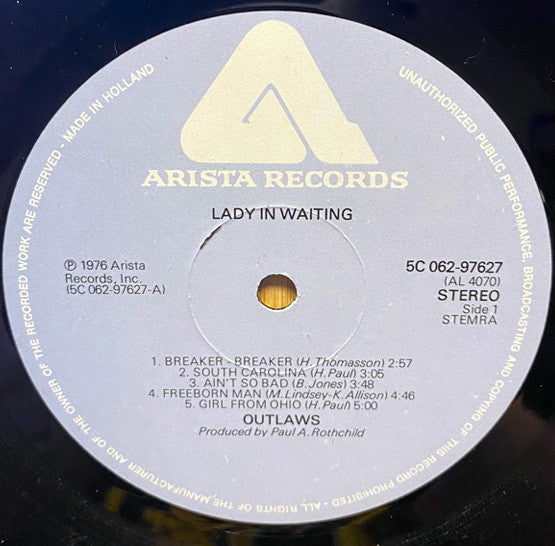 ARISTA RECORDS
LADY IN WAITING
℗ 1976 Arista
Records, Inc.
(5C 062-97627-A)
5C 062-97627
(AL 4070)
STEREO
Side 1
STEMRA
1. BREAKER - BREAKER (H. Thomasson) 2:57
2. SOUTH CAROLINA (H. Paul) 3:05
3. AIN'T SO BAD (B. Jones) 3:48
4. FREEBORN MAN (M. Lindsey-K. Allison) 4:46
5. GIRL FROM OHIO (H. Paul) 5:00
OUTLAWS
Produced by Paul A. Rothchild
UNAUTHORIZED PUBLIC PERFORMANCE, BROADCASTING AND COPYING OF THIS RECORD PROHIBITED - ALL RIGHTS OF THE MANUFACTURER AND OF THE OWNER OF THE RECORDED WORK ARE RESERVED - MADE IN HOLLAND